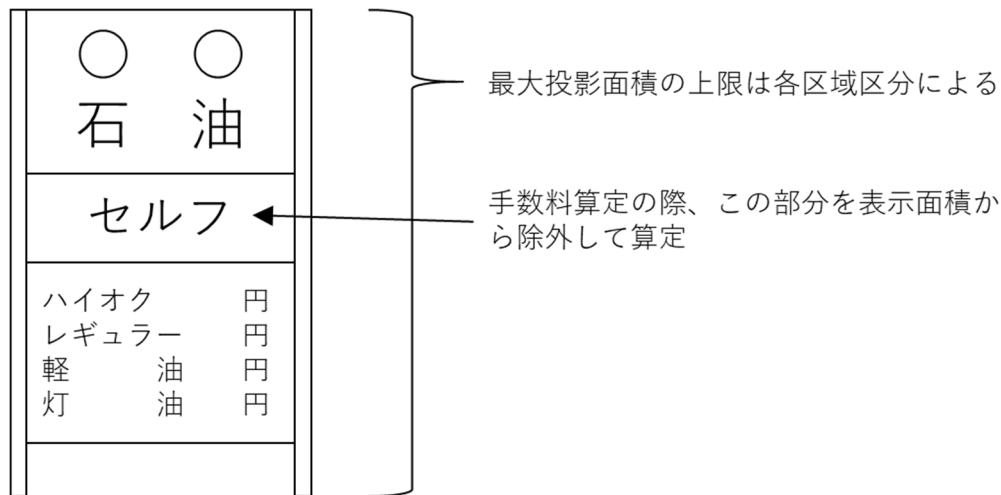 ○ ○
石 油
セルフ
ハイオク 円
レギュラー 円
軽 油 円
灯 油 円
最大投影面積の上限は各区域区分による
手数料算定の際、この部分を表示面積か
ら除外して算定